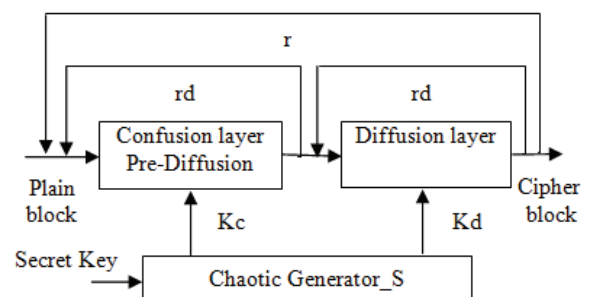 r
rd
rd
Confusion layer
Pre-Diffusion
Diffusion layer
Plain
block
Cipher
block
Kc
Kd
Secret Key
Chaotic Generator_S